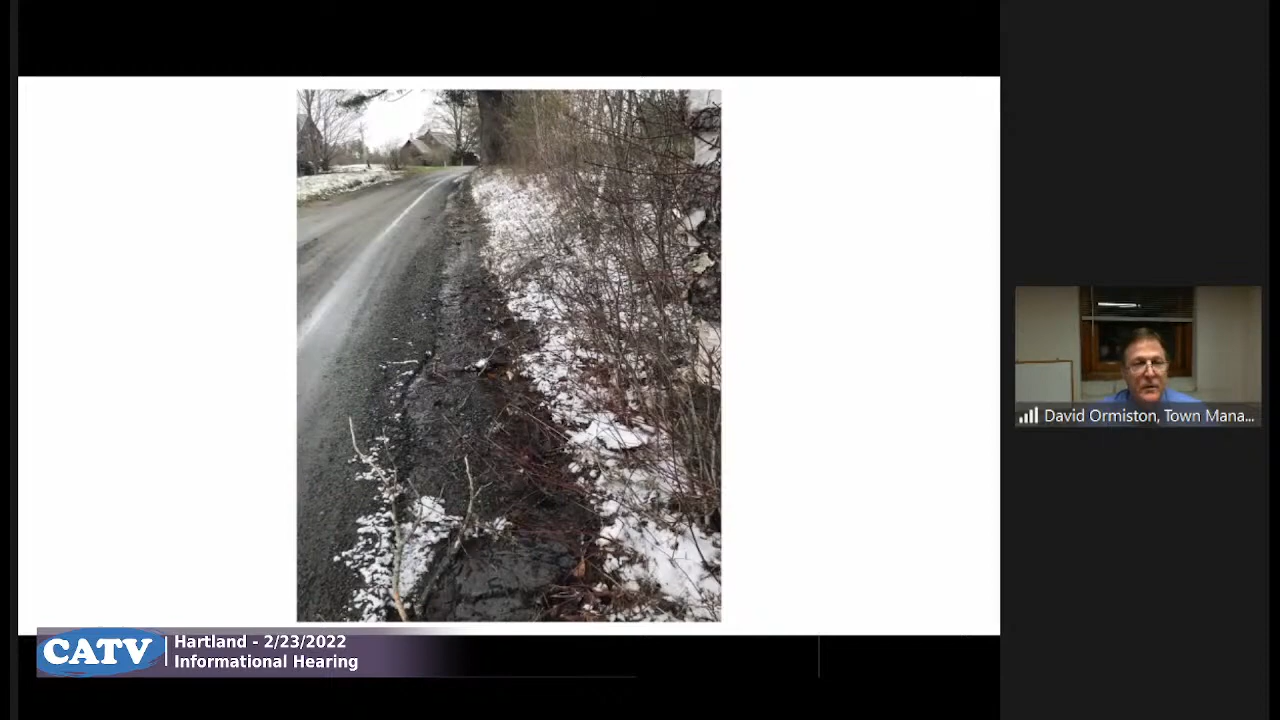 David Ormiston, Town Mana...
CATV
Hartland - 2/23/2022
Informational Hearing